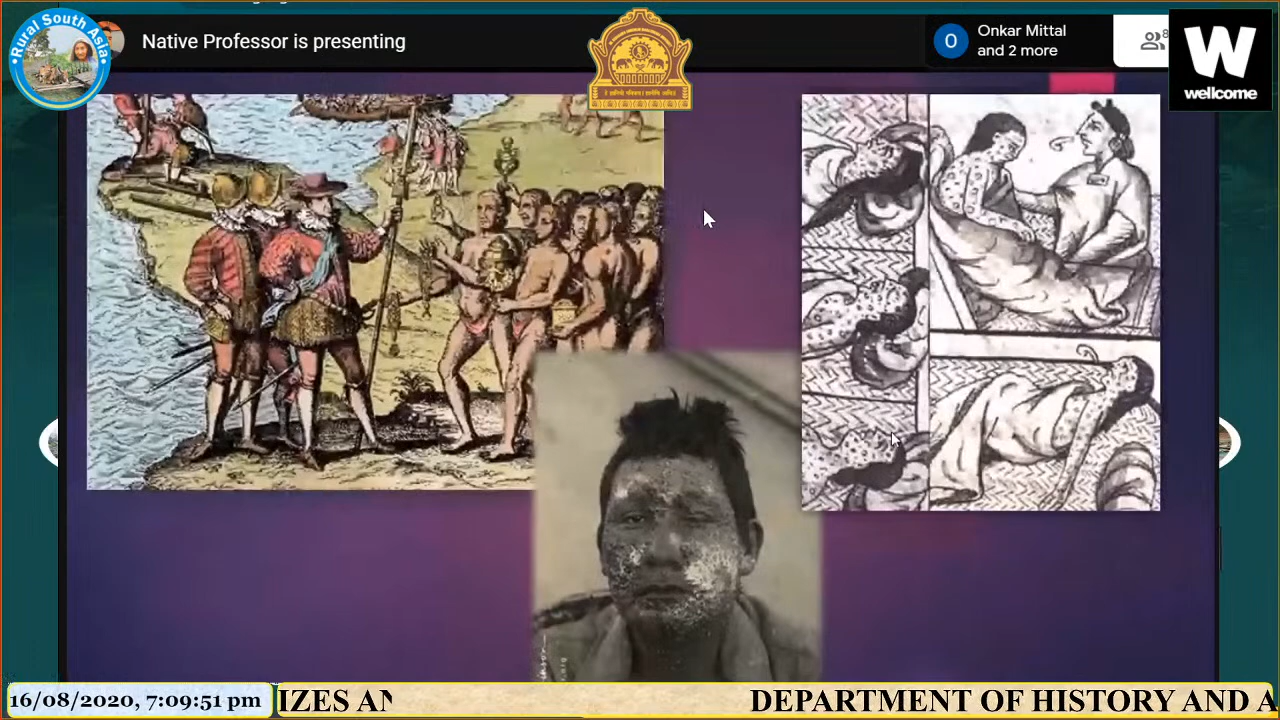 Rural South Asia
Native Professor is presenting
O
Onkar Mittal
and 2 more
8
W
wellcome
16/08/2020, 7:09:51 pm
IZES AN
DEPARTMENT OF HISTORY AND A